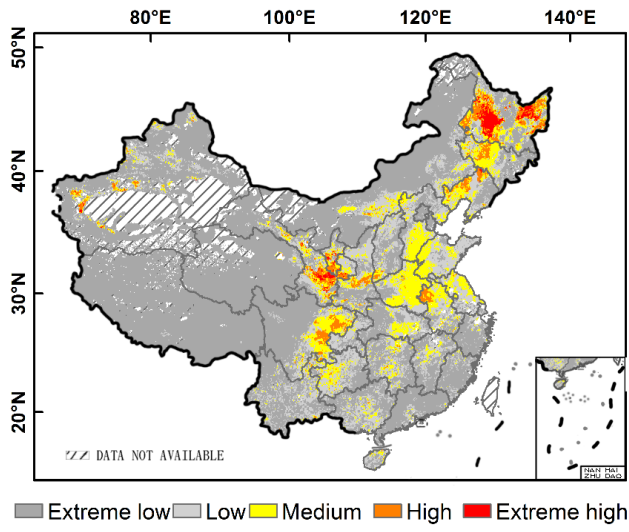 80°E 100°E 120°E 140°E
50°N
40°N
30°N
20°N
DATA NOT AVAILABLE
NAN HAI
ZHU DAO
Extreme low Low Medium High Extreme high